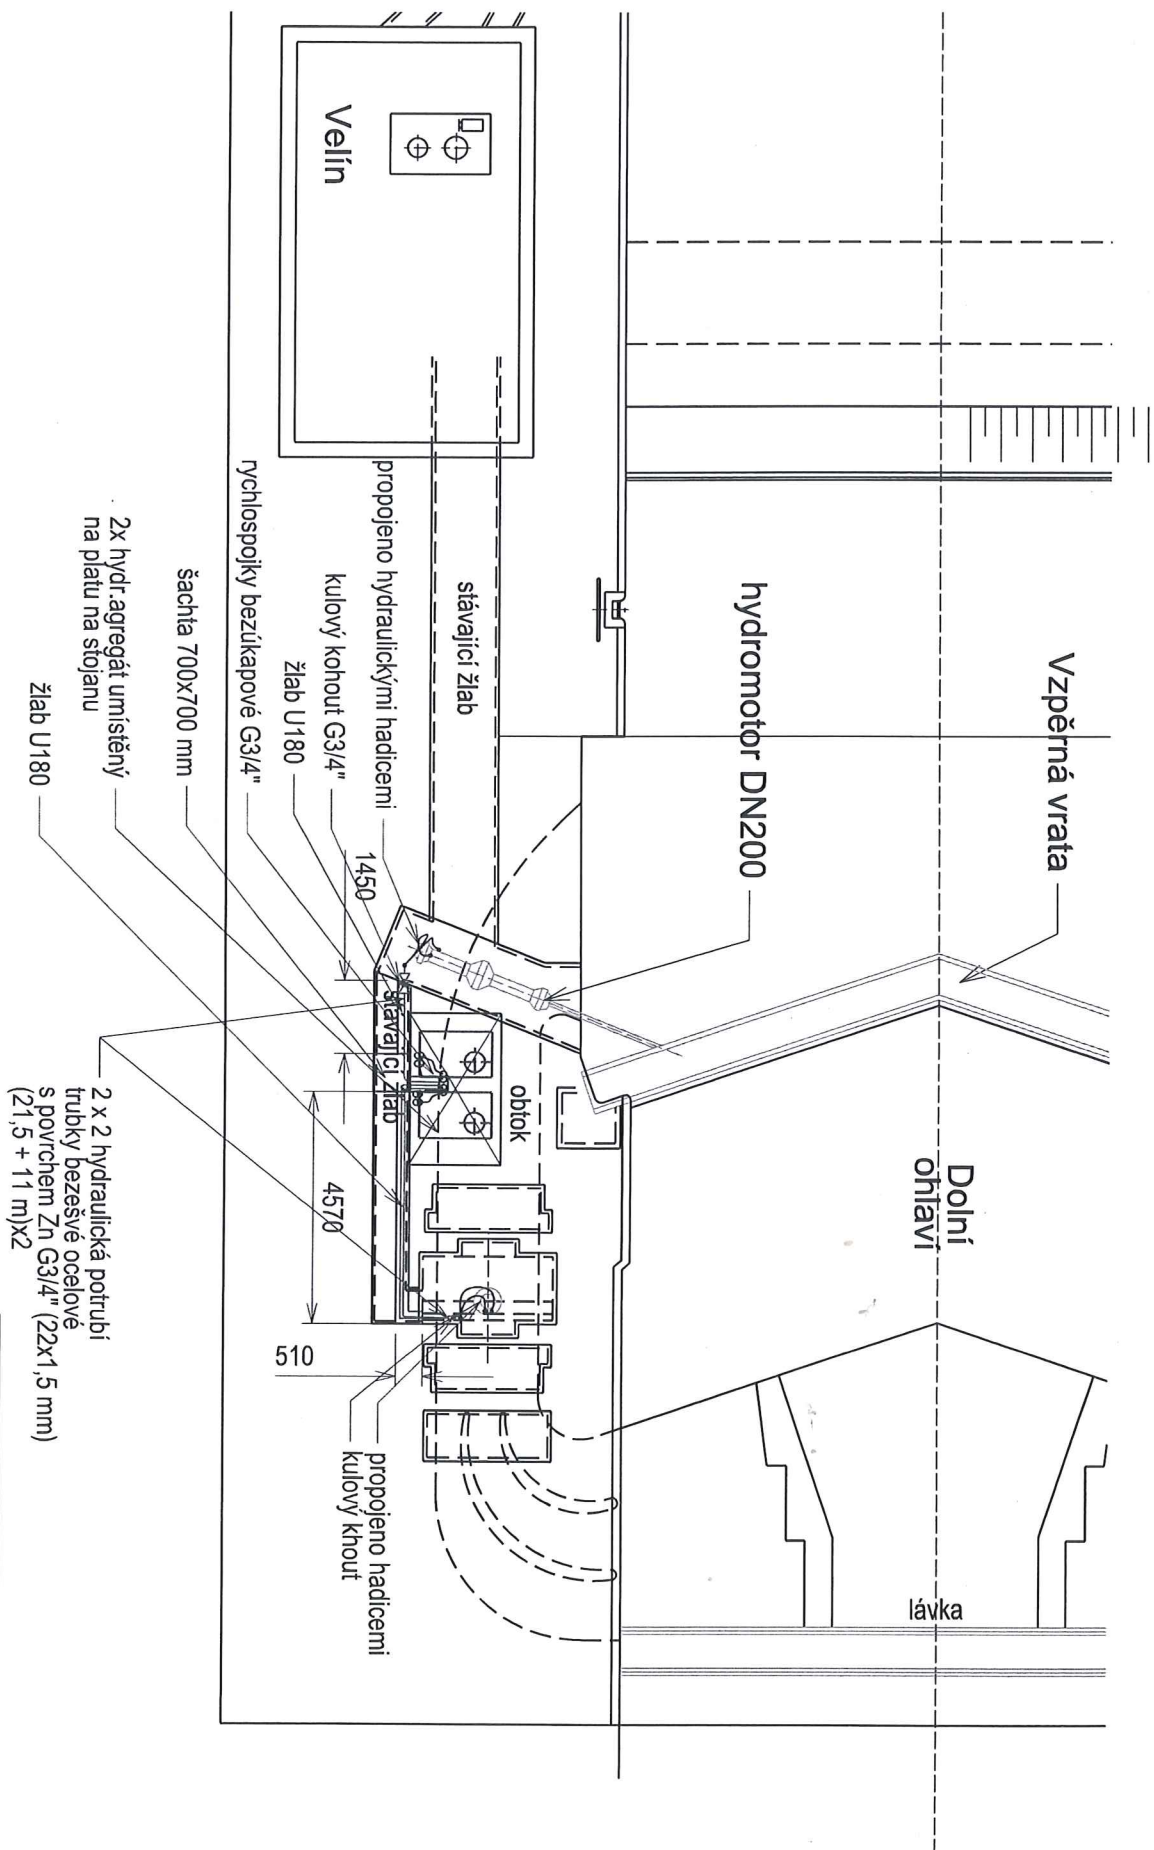 Velín
Vzpěrná vrata
hydromotor DN200
Dolní
ohlaví
lávka
stávající žlab
propojeno hydraulickými hadicemi
kulový kohout G3/4"
žlab U180
rychlospojky bezúkapové G3/4"
šachta 700x700 mm
2x hydr.agregát umístěný
na platu na stojanu
žlab U180
1450
stávající žlab
obtok
4570
510
propojeno hadicemi
kulový khout
2 x 2 hydraulická potrubí
trubky bezešvé ocelové
s povrchem Zn G3/4" (22x1,5 mm)
(21,5 + 11 m)x2